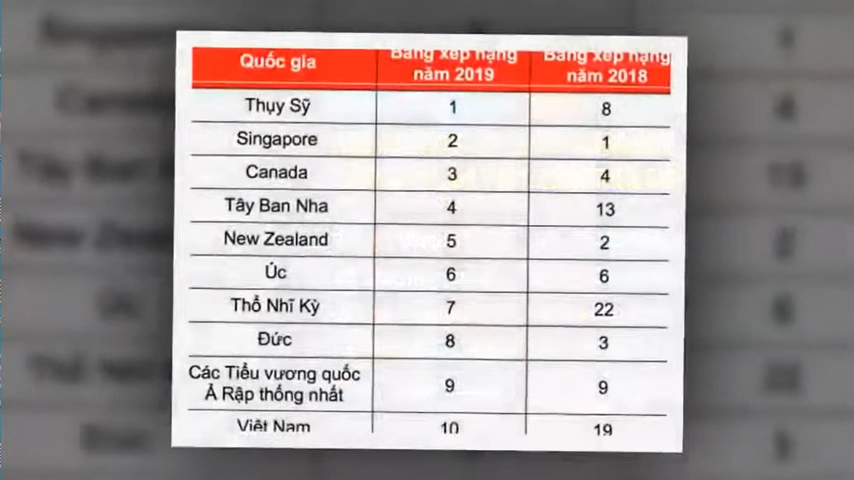 Quốc gia Bảng xếp hạng năm 2019 Bảng xếp hạng năm 2018
Thụy Sỹ 1 8
Singapore 2 1
Canada 3 4
Tây Ban Nha 4 13
New Zealand 5 2
Úc 6 6
Thổ Nhĩ Kỳ 7 22
Đức 8 3
Các Tiểu vương quốc
Ả Rập thống nhất 9 9
Việt Nam 10 19